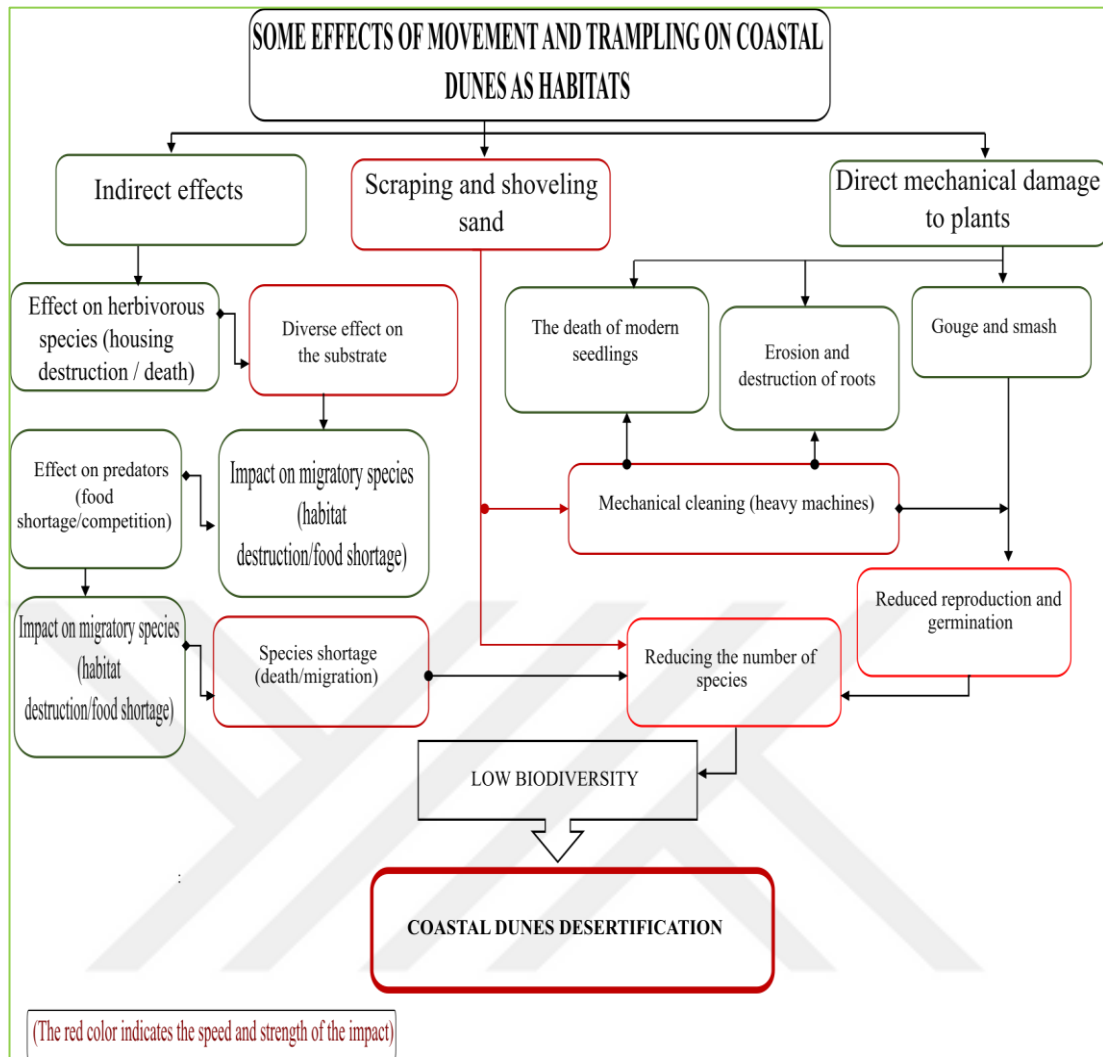 SOME EFFECTS OF MOVEMENT AND TRAMPLING ON COASTAL
DUNES AS HABITATS
Indirect effects
Scraping and shoveling
sand
Direct mechanical damage
to plants
Effect on herbivorous
species (housing
destruction / death)
Diverse effect on
the substrate
The death of modern
seedlings
Erosion and
destruction of roots
Gouge and smash
Effect on predators
(food
shortage/competition)
Impact on migratory species
(habitat
destruction/food shortage)
Mechanical cleaning (heavy machines)
Reduced reproduction and
germination
Impact on migratory species
(habitat
destruction/food shortage)
Species shortage
(death/migration)
Reducing the number of
species
LOW BIODIVERSITY
:
COASTAL DUNES DESERTIFICATION
(The red color indicates the speed and strength of the impact)